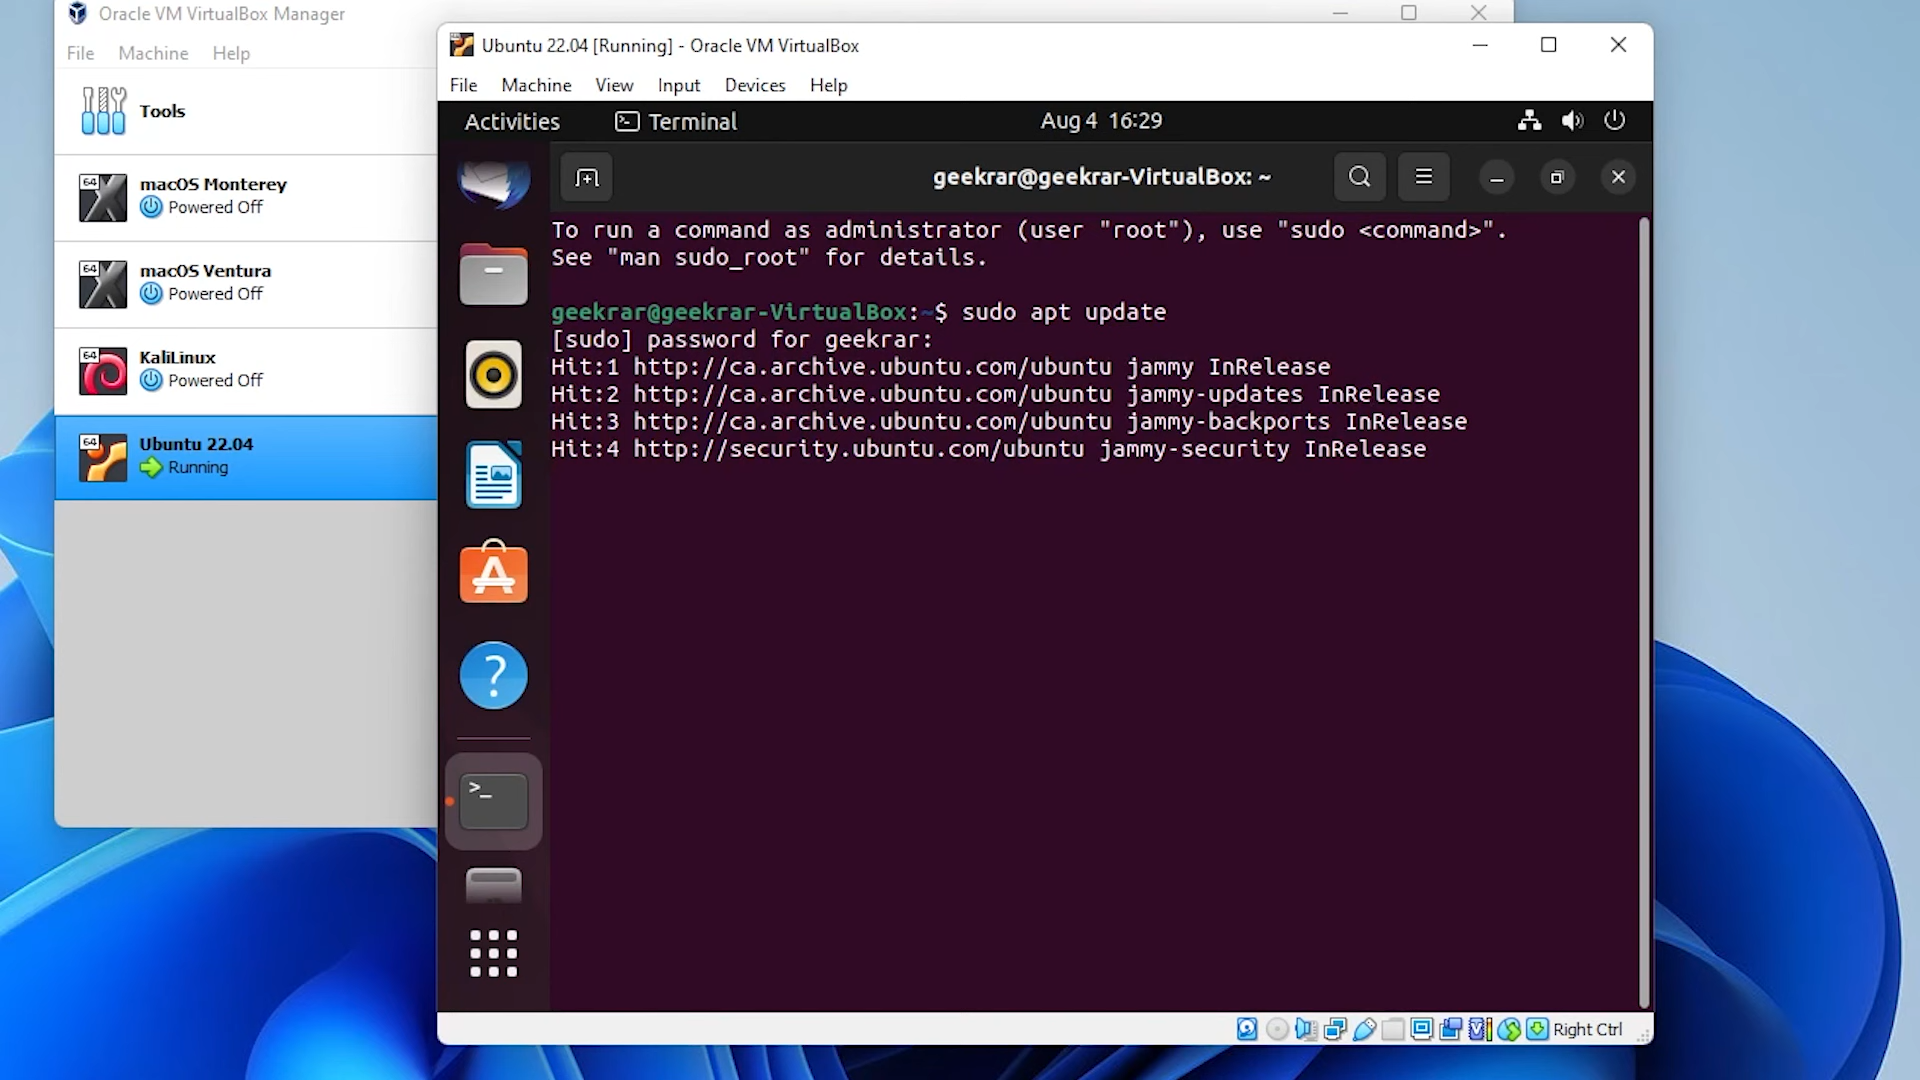 Oracle VM VirtualBox Manager
File Machine Help
Tools
64
macOS Monterey
Powered Off
64
macOS Ventura
Powered Off
64
KaliLinux
Powered Off
64
Ubuntu 22.04
Running
Ubuntu 22.04 [Running] - Oracle VM VirtualBox
File Machine View Input Devices Help
Activities Terminal Aug 4 16:29
geekrar@geekrar-VirtualBox: ~
To run a command as administrator (user "root"), use "sudo <command>".
See "man sudo_root" for details.
geekrar@geekrar-VirtualBox:~$ sudo apt update
[sudo] password for geekrar:
Hit:1 http://ca.archive.ubuntu.com/ubuntu jammy InRelease
Hit:2 http://ca.archive.ubuntu.com/ubuntu jammy-updates InRelease
Hit:3 http://ca.archive.ubuntu.com/ubuntu jammy-backports InRelease
Hit:4 http://security.ubuntu.com/ubuntu jammy-security InRelease
Right Ctrl